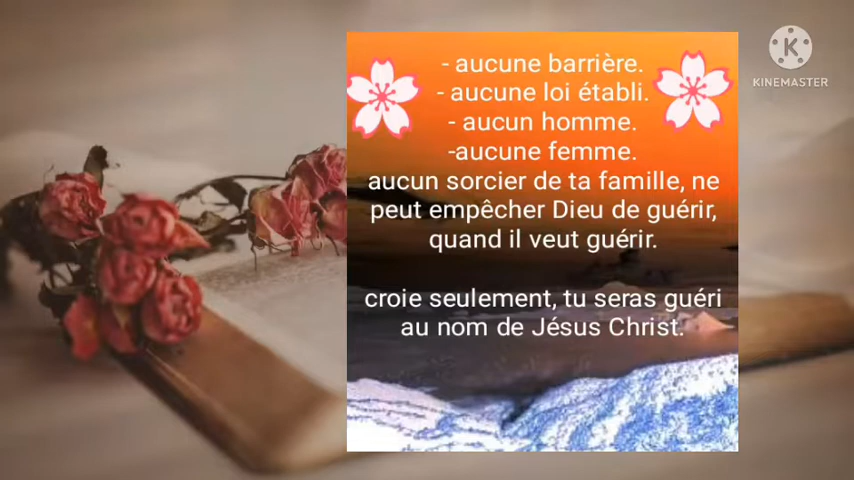 - aucune barrière.
- aucune loi établi.
- aucun homme.
-aucune femme.
aucun sorcier de ta famille, ne
peut empêcher Dieu de guérir,
quand il veut guérir.
croie seulement, tu seras guéri
au nom de Jésus Christ.
K
KINEMASTER